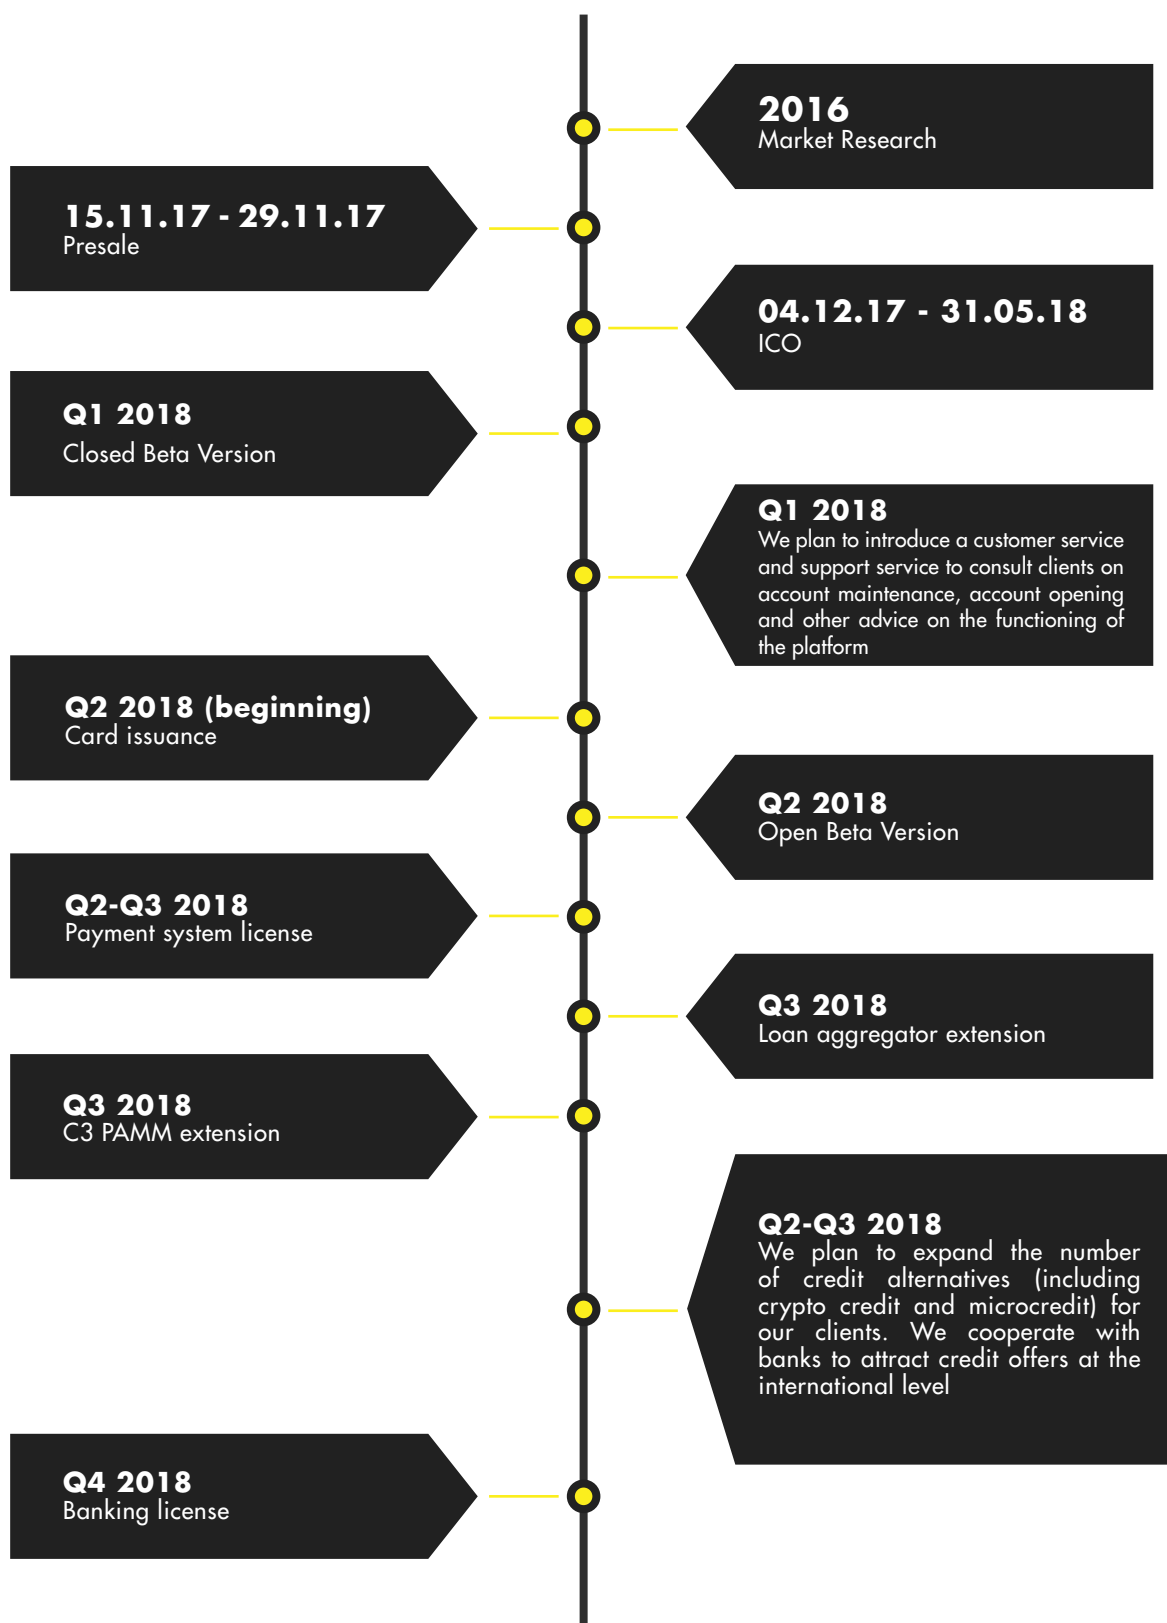 2016
Market Research
15.11.17 - 29.11.17
Presale
04.12.17 - 31.05.18
ICO
Q1 2018
Closed Beta Version
Q1 2018
We plan to introduce a customer service
and support service to consult clients on
account maintenance, account opening
and other advice on the functioning of
the platform
Q2 2018 (beginning)
Card issuance
Q2 2018
Open Beta Version
Q2-Q3 2018
Payment system license
Q3 2018
Loan aggregator extension
Q3 2018
C3 PAMM extension
Q2-Q3 2018
We plan to expand the number
of credit alternatives (including
crypto credit and microcredit) for
our clients. We cooperate with
banks to attract credit offers at the
international level
Q4 2018
Banking license